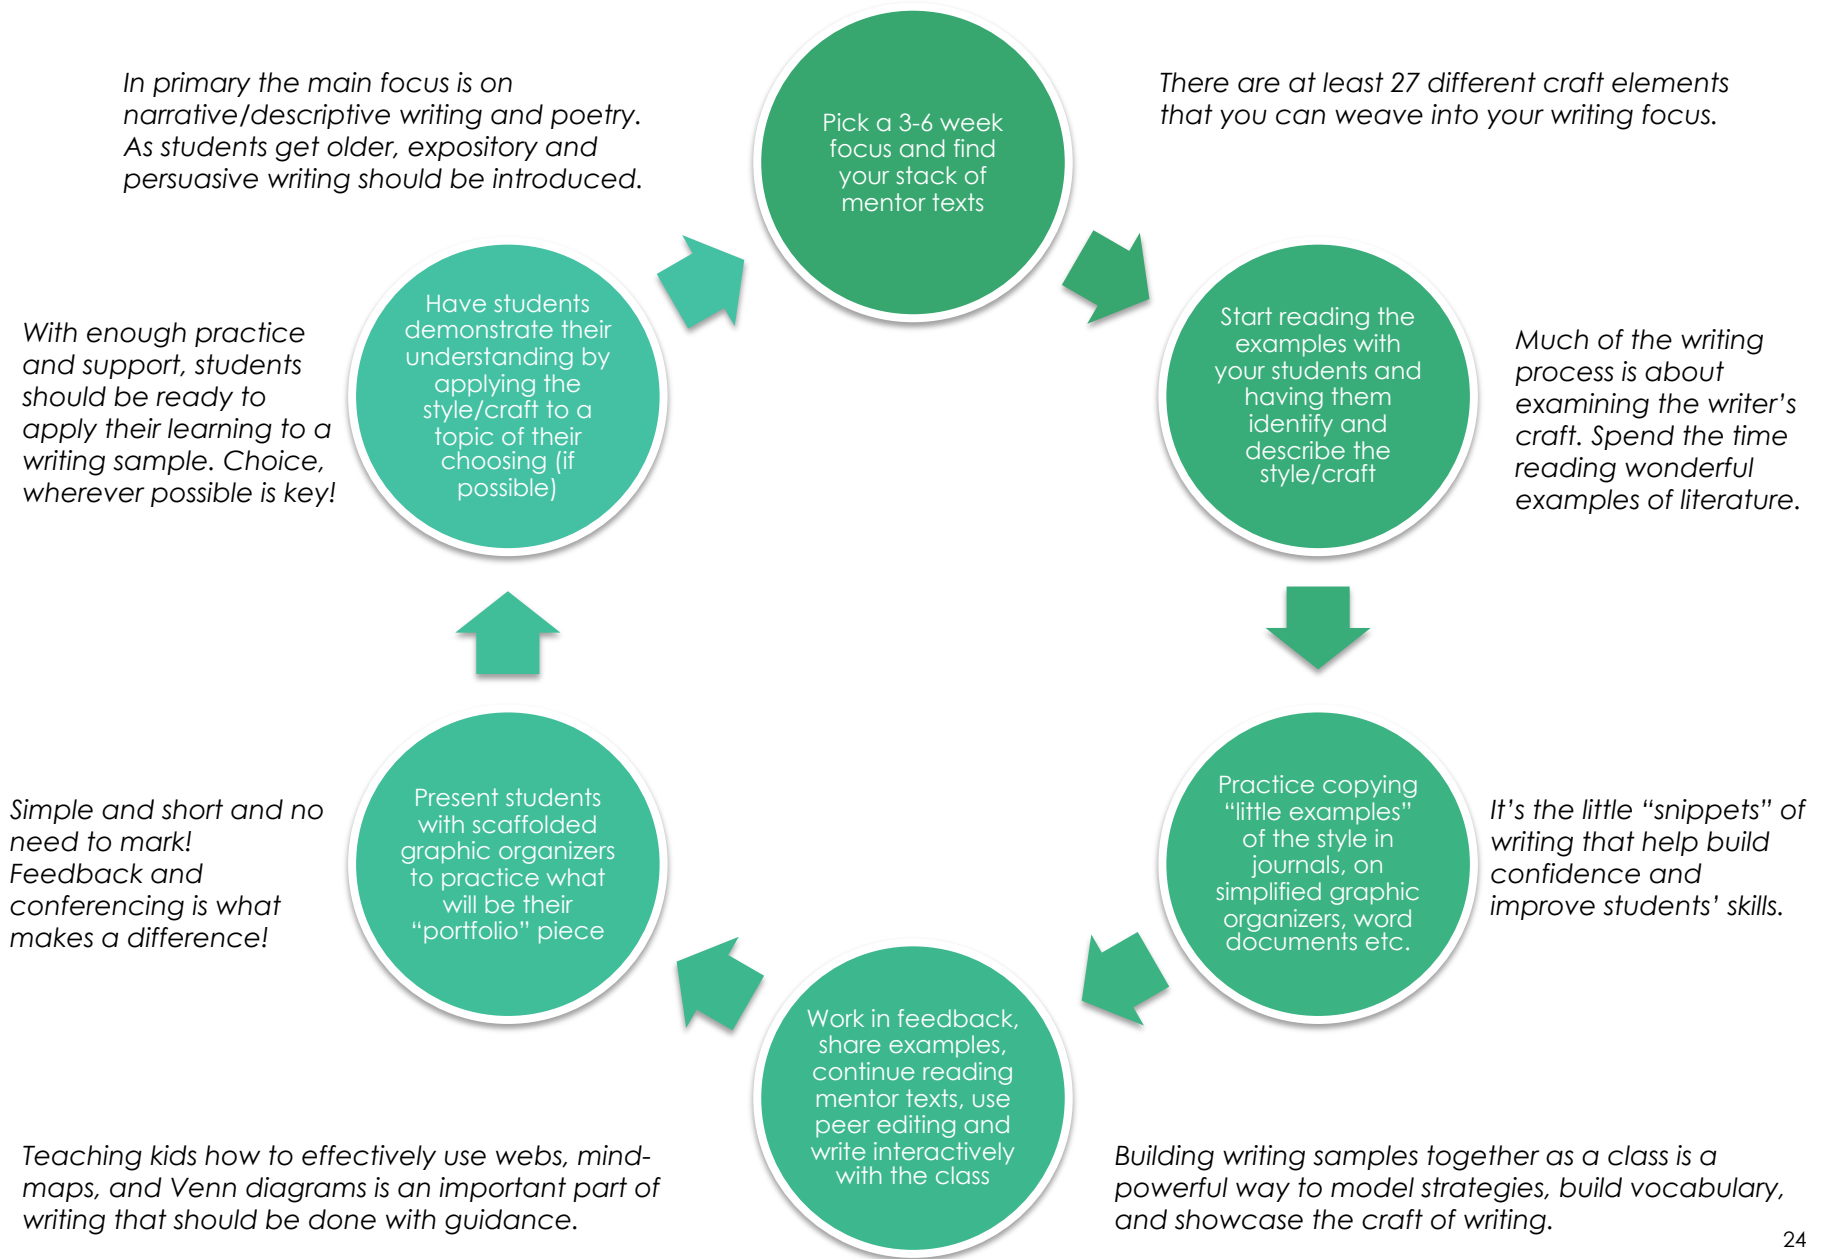 In primary the main focus is on
narrative/descriptive writing and poetry.
As students get older, expository and
persuasive writing should be introduced.
Pick a 3-6 week
focus and find
your stack of
mentor texts
There are at least 27 different craft elements
that you can weave into your writing focus.
Start reading the
examples with
your students and
having them
identify and
describe the
style/craft
Much of the writing
process is about
examining the writer’s
craft. Spend the time
reading wonderful
examples of literature.
Practice copying
“little examples”
of the style in
journals, on
simplified graphic
organizers, word
documents etc.
It’s the little “snippets” of
writing that help build
confidence and
improve students’ skills.
Work in feedback,
share examples,
continue reading
mentor texts, use
peer editing and
write interactively
with the class
Building writing samples together as a class is a
powerful way to model strategies, build vocabulary,
and showcase the craft of writing.
Teaching kids how to effectively use webs, mind-
maps, and Venn diagrams is an important part of
writing that should be done with guidance.
Present students
with scaffolded
graphic organizers
to practice what
will be their
“portfolio” piece
Simple and short and no
need to mark!
Feedback and
conferencing is what
makes a difference!
Have students
demonstrate their
understanding by
applying the
style/craft to a
topic of their
choosing (if
possible)
With enough practice
and support, students
should be ready to
apply their learning to a
writing sample. Choice,
wherever possible is key!
24